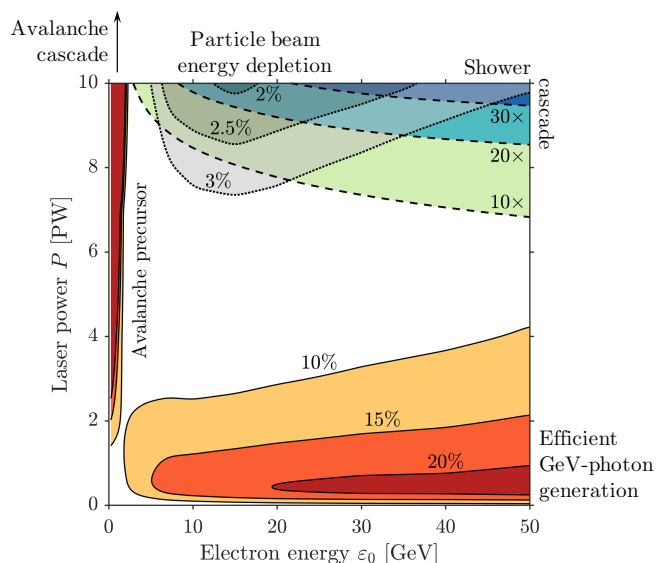 Avalanche
cascade
Particle beam
energy depletion
Shower
cascade
10
8
6
4
2
0
Laser power P [PW]
Avalanche precursor
2%
2.5%
3%
30×
20×
10×
10%
15%
20%
Efficient
GeV-photon
generation
0
10
20
30
40
50
Electron energy ε₀ [GeV]